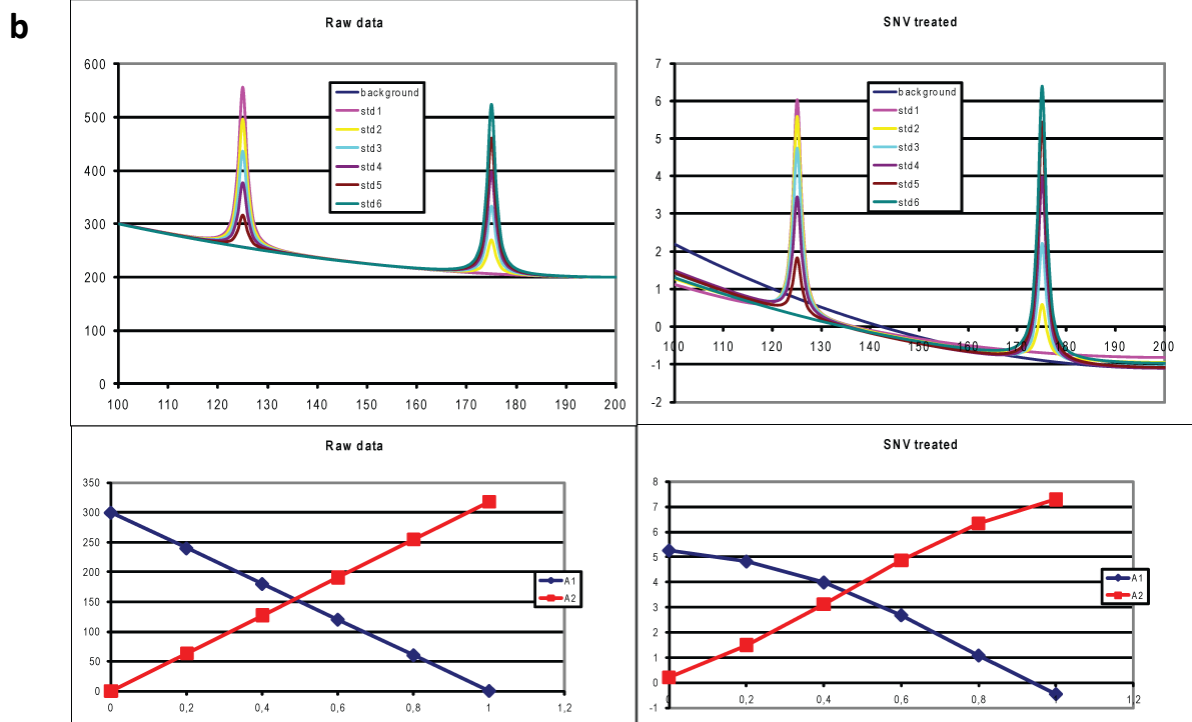 b
Raw data
600
500
400
300
200
100
0
100 110 120 130 140 150 160 170 180 190 200
background
std1
std2
std3
std4
std5
std6
SNV treated
7
6
5
4
3
2
1
0
-1
-2
100 110 120 130 140 150 160 170 180 190 200
background
std1
std2
std3
std4
std5
std6
Raw data
350
300
250
200
150
100
50
0
0 0,2 0,4 0,6 0,8 1 1,2
A1
A2
SNV treated
8
7
6
5
4
3
2
1
0
-1
0 0,2 0,4 0,6 0,8 1 1,2
A1
A2